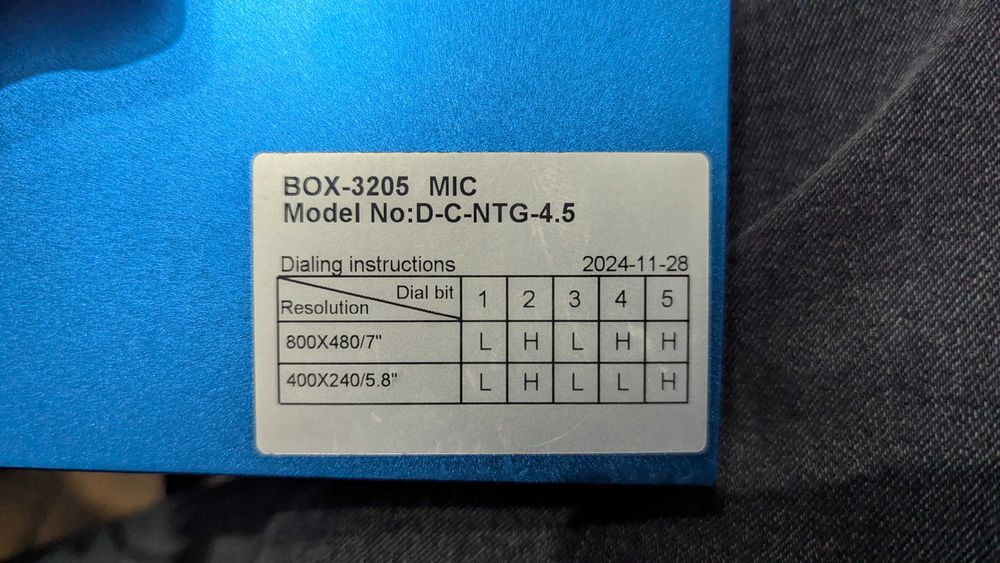 BOX-3205 MIC
Model No:D-C-NTG-4.5
Dialing instructions 2024-11-28
Dial bit 1 2 3 4 5
Resolution
800X480/7" L H L H H
400X240/5.8" L H L L H